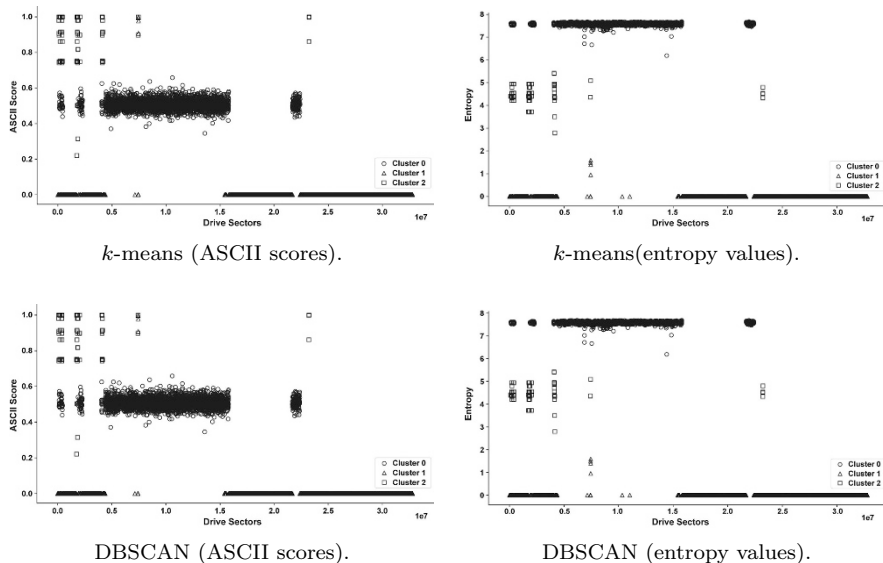 1.0
0.8
0.6
0.4
0.2
0.0
ASCII Score
Cluster 0
Cluster 1
Cluster 2
0.0 0.5 1.0 1.5 2.0 2.5 3.0
1e7
Drive Sectors
k-means (ASCII scores).
8
7
6
5
4
3
2
1
0
Entropy
Cluster 0
Cluster 1
Cluster 2
0.0 0.5 1.0 1.5 2.0 2.5 3.0
1e7
Drive Sectors
k-means(entropy values).
1.0
0.8
0.6
0.4
0.2
0.0
ASCII Score
Cluster 0
Cluster 1
Cluster 2
0.0 0.5 1.0 1.5 2.0 2.5 3.0
1e7
Drive Sectors
DBSCAN (ASCII scores).
8
7
6
5
4
3
2
1
0
Entropy
Cluster 0
Cluster 1
Cluster 2
0.0 0.5 1.0 1.5 2.0 2.5 3.0
1e7
Drive Sectors
DBSCAN (entropy values).